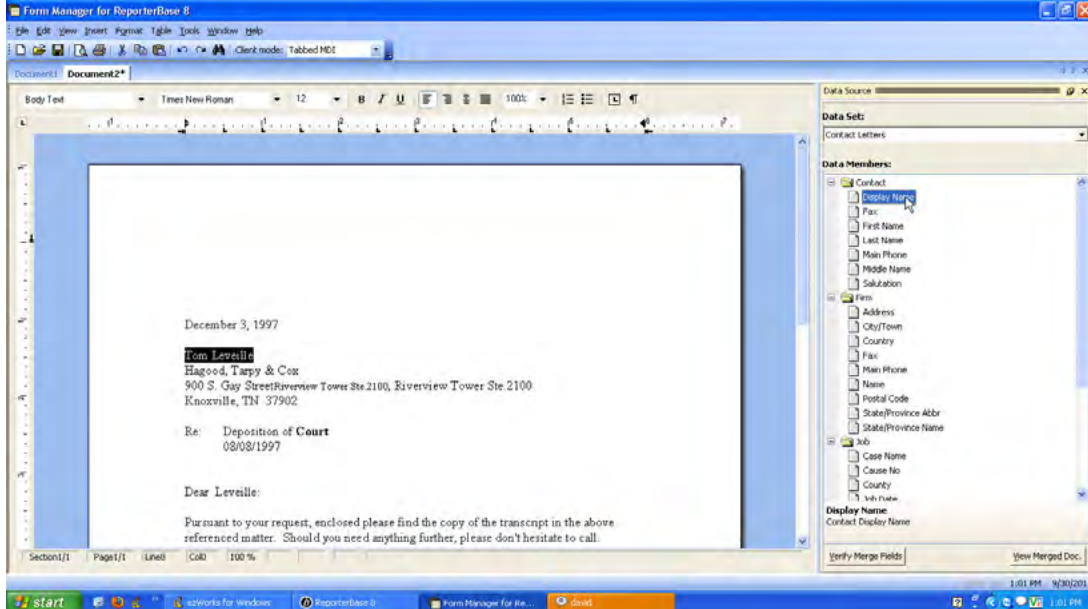 Form Manager for ReporterBase 8
File Edit View Insert Format Table Tools Window Help
Client mode: Tabbed MDI
Document1 Document2*
Body Text Times New Roman 12 B I U 100%
Data Source
Data Set:
Contact Letters
Data Members:
Contact
Display Name
Fax
First Name
Last Name
Main Phone
Middle Name
Salutation
Firm
Address
City/Town
Country
Fax
Main Phone
Name
Postal Code
State/Province Abbr
State/Province Name
Job
Case Name
Cause No
County
Job Date
Display Name
Contact Display Name
Verify Merge Fields View Merged Doc.
December 3, 1997
Tom Leveille
Hagood, Tarpy & Cox
900 S. Gay StreetRiverview Tower Ste.2100, Riverview Tower Ste.2100
Knoxville, TN 37902
Re: Deposition of Court
08/08/1997
Dear Leveille:
Pursuant to your request, enclosed please find the copy of the transcript in the above
referenced matter. Should you need anything further, please don't hesitate to call.
Section1/1 Page1/1 Line8 Col0 100 %
1:01 PM 9/30/201
start ezWorks for Windows ReporterBase 8 Form Manager for Re... david 1:01 PM